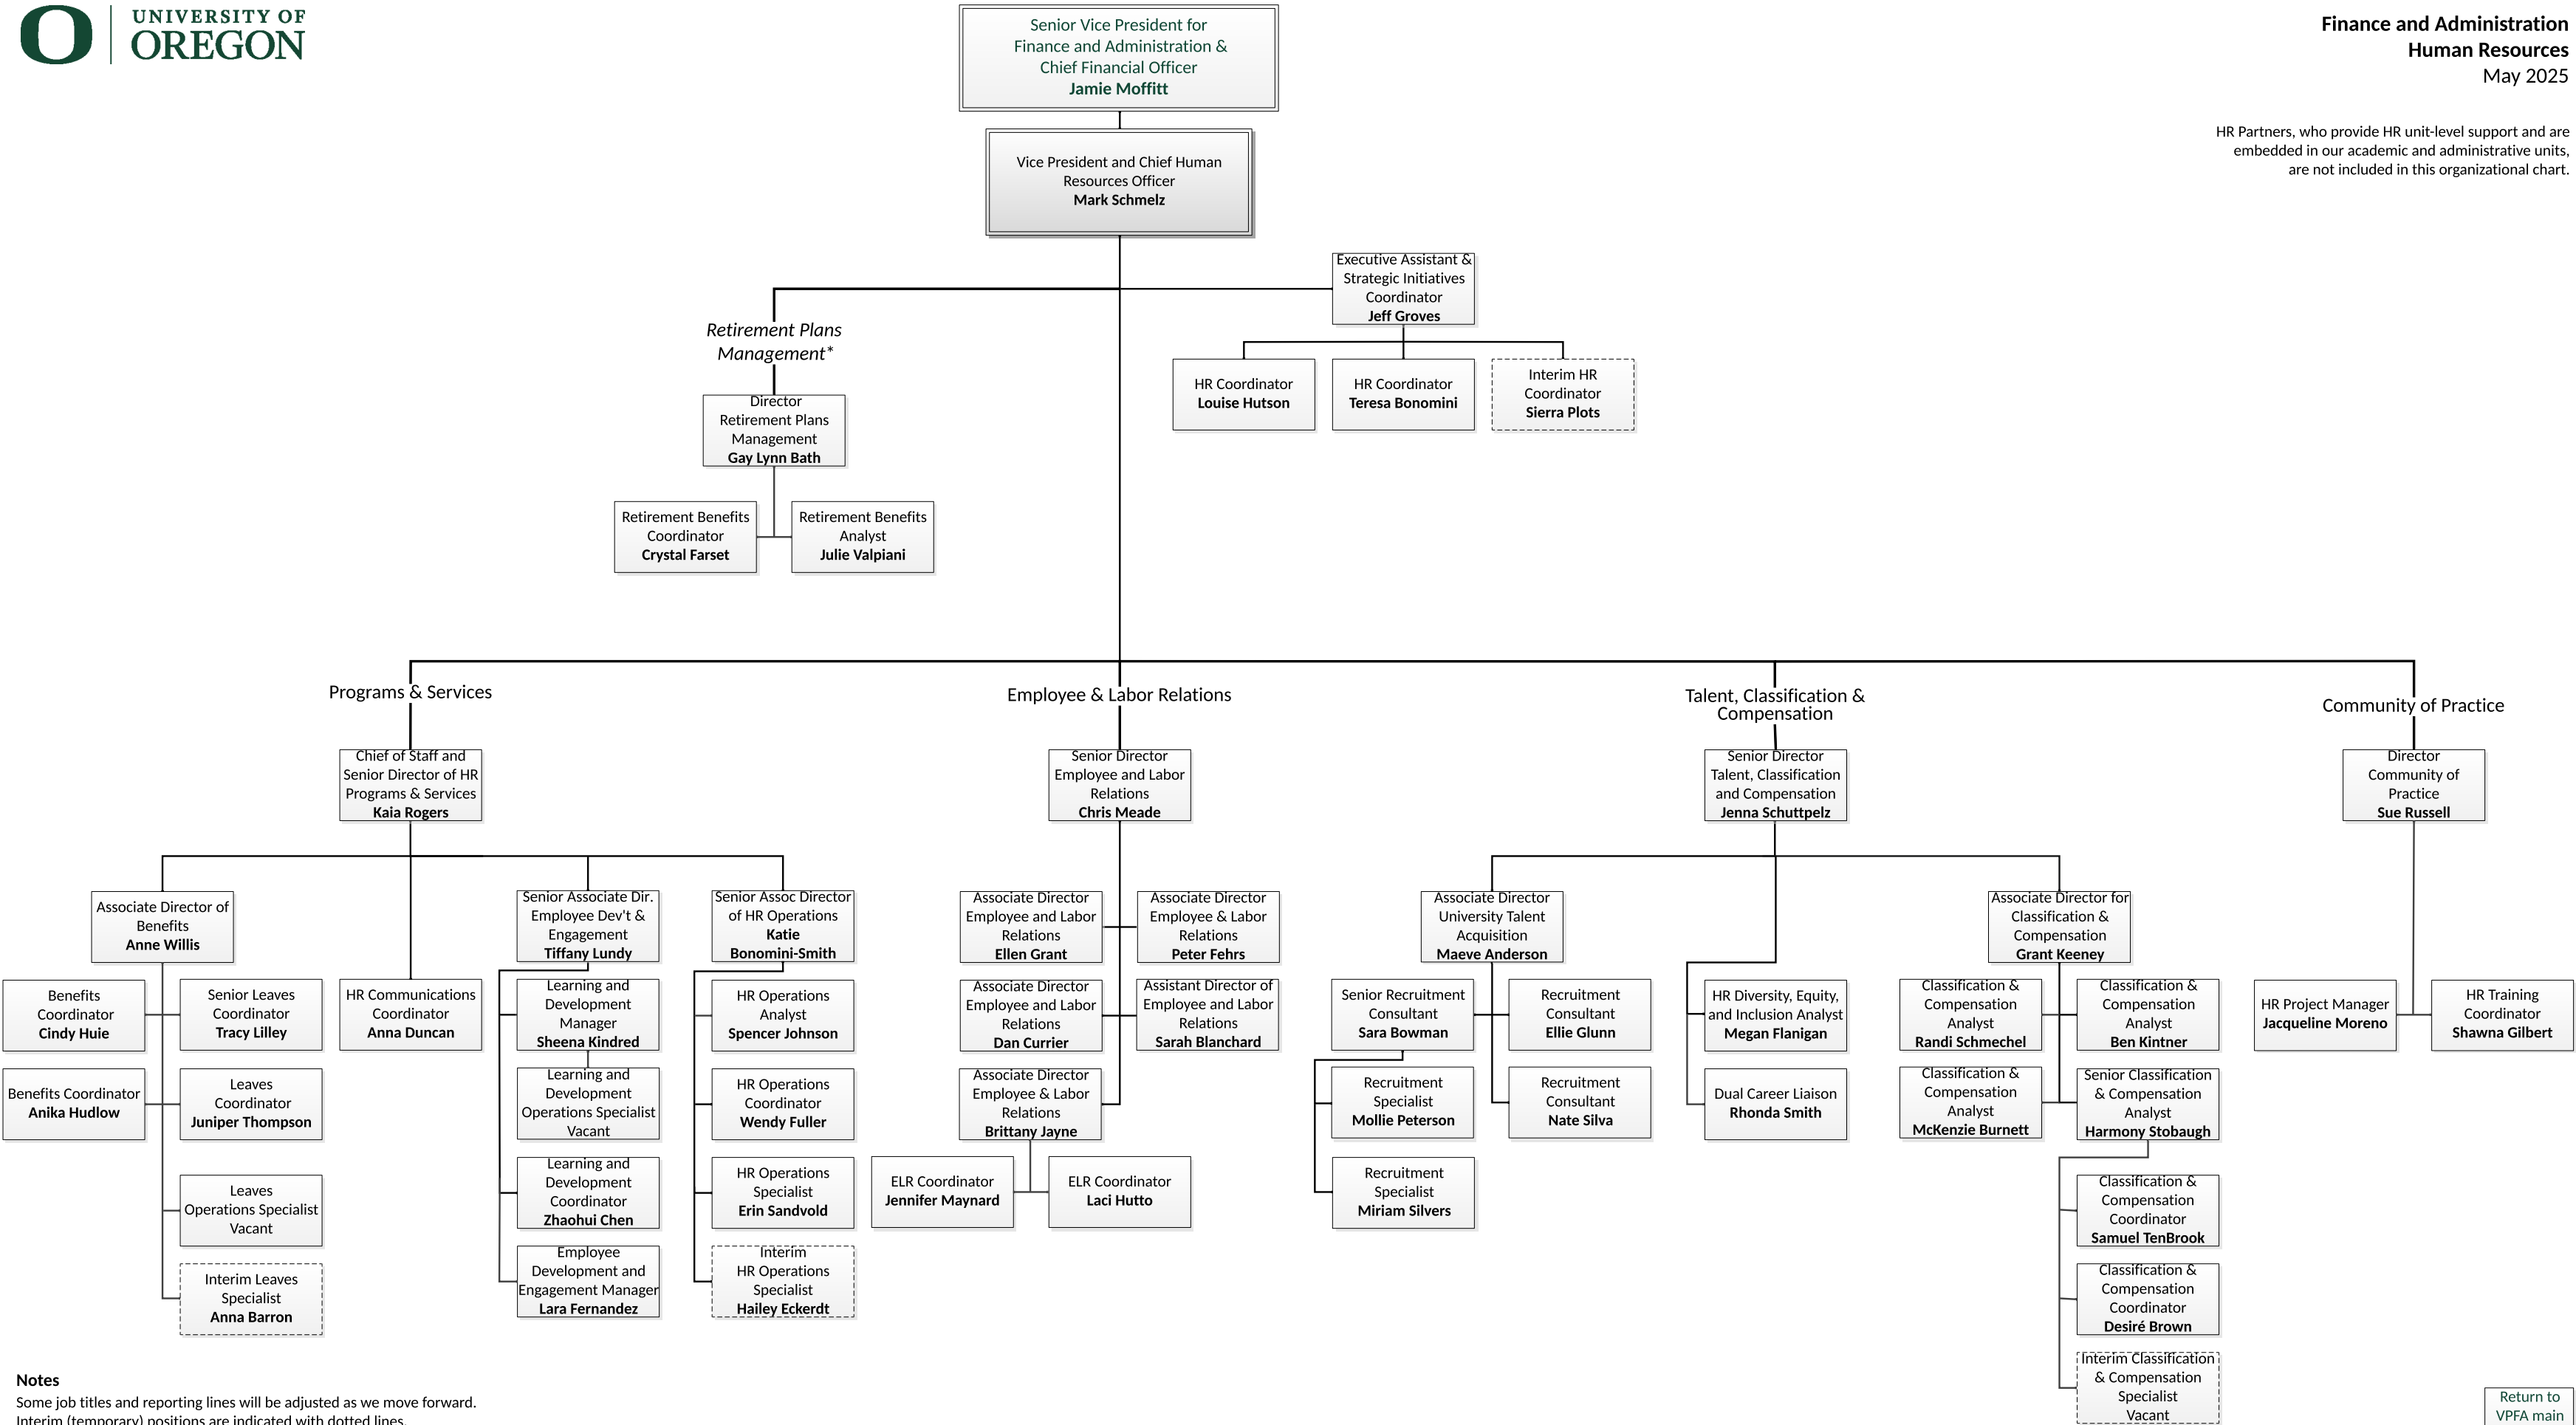 UNIVERSITY OF
OREGON
Senior Vice President for
Finance and Administration &
Chief Financial Officer
Jamie Moffitt
Finance and Administration
Human Resources
May 2025
HR Partners, who provide HR unit-level support and are
embedded in our academic and administrative units,
are not included in this organizational chart.
Vice President and Chief Human
Resources Officer
Mark Schmelz
Executive Assistant &
Strategic Initiatives
Coordinator
Jeff Groves
Retirement Plans
Management*
HR Coordinator
Louise Hutson
HR Coordinator
Teresa Bonomini
Interim HR
Coordinator
Sierra Plots
Director
Retirement Plans
Management
Gay Lynn Bath
Retirement Benefits
Coordinator
Crystal Farset
Retirement Benefits
Analyst
Julie Valpiani
Programs & Services
Employee & Labor Relations
Talent, Classification &
Compensation
Community of Practice
Chief of Staff and
Senior Director of HR
Programs & Services
Kaia Rogers
Senior Director
Employee and Labor
Relations
Chris Meade
Senior Director
Talent, Classification
and Compensation
Jenna Schuttpelz
Director
Community of
Practice
Sue Russell
Associate Director of
Benefits
Anne Willis
Senior Associate Dir.
Employee Dev't &
Engagement
Tiffany Lundy
Senior Assoc Director
of HR Operations
Katie
Bonomini-Smith
Associate Director
Employee and Labor
Relations
Ellen Grant
Associate Director
Employee & Labor
Relations
Peter Fehrs
Associate Director
University Talent
Acquisition
Maeve Anderson
Associate Director for
Classification &
Compensation
Grant Keeney
Benefits
Coordinator
Cindy Huie
Senior Leaves
Coordinator
Tracy Lilley
HR Communications
Coordinator
Anna Duncan
Learning and
Development
Manager
Sheena Kindred
HR Operations
Analyst
Spencer Johnson
Associate Director
Employee and Labor
Relations
Dan Currier
Assistant Director of
Employee and Labor
Relations
Sarah Blanchard
Senior Recruitment
Consultant
Sara Bowman
Recruitment
Consultant
Ellie Glunn
HR Diversity, Equity,
and Inclusion Analyst
Megan Flanigan
Classification &
Compensation
Analyst
Randi Schmechel
Classification &
Compensation
Analyst
Ben Kintner
HR Project Manager
Jacqueline Moreno
HR Training
Coordinator
Shawna Gilbert
Benefits Coordinator
Anika Hudlow
Leaves
Coordinator
Juniper Thompson
Learning and
Development
Operations Specialist
Vacant
HR Operations
Coordinator
Wendy Fuller
Associate Director
Employee & Labor
Relations
Brittany Jayne
Recruitment
Specialist
Mollie Peterson
Recruitment
Consultant
Nate Silva
Dual Career Liaison
Rhonda Smith
Classification &
Compensation
Analyst
McKenzie Burnett
Senior Classification
& Compensation
Analyst
Harmony Stobaugh
Leaves
Operations Specialist
Vacant
Learning and
Development
Coordinator
Zhaohui Chen
HR Operations
Specialist
Erin Sandvold
ELR Coordinator
Jennifer Maynard
ELR Coordinator
Laci Hutto
Recruitment
Specialist
Miriam Silvers
Classification &
Compensation
Coordinator
Samuel TenBrook
Interim Leaves
Specialist
Anna Barron
Employee
Development and
Engagement Manager
Lara Fernandez
Interim
HR Operations
Specialist
Hailey Eckerdt
Classification &
Compensation
Coordinator
Desiré Brown
Interim Classification
& Compensation
Specialist
Vacant
Notes
Some job titles and reporting lines will be adjusted as we move forward.
Interim (temporary) positions are indicated with dotted lines.
Return to
VPFA main